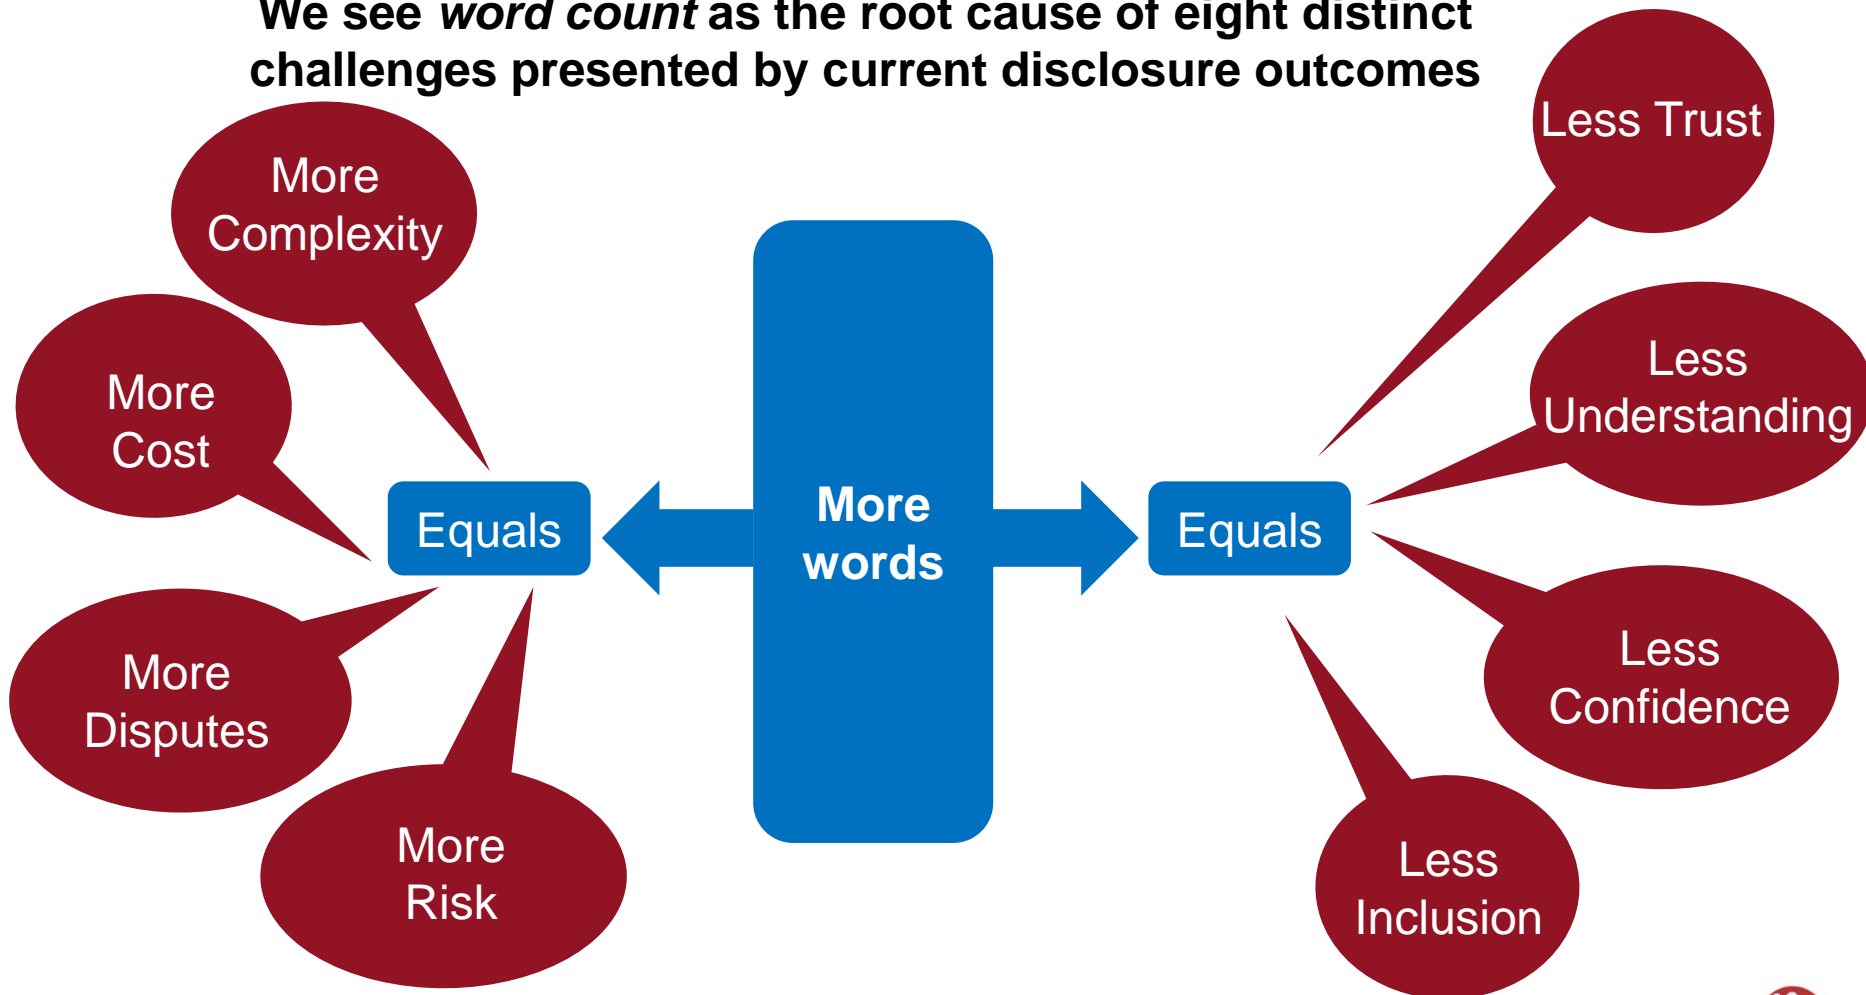 We see word count as the root cause of eight distinct
challenges presented by current disclosure outcomes
More
Complexity
More
Cost
Equals
More
Disputes
More
Risk
More
words
Less Trust
Less
Understanding
Equals
Less
Confidence
Less
Inclusion